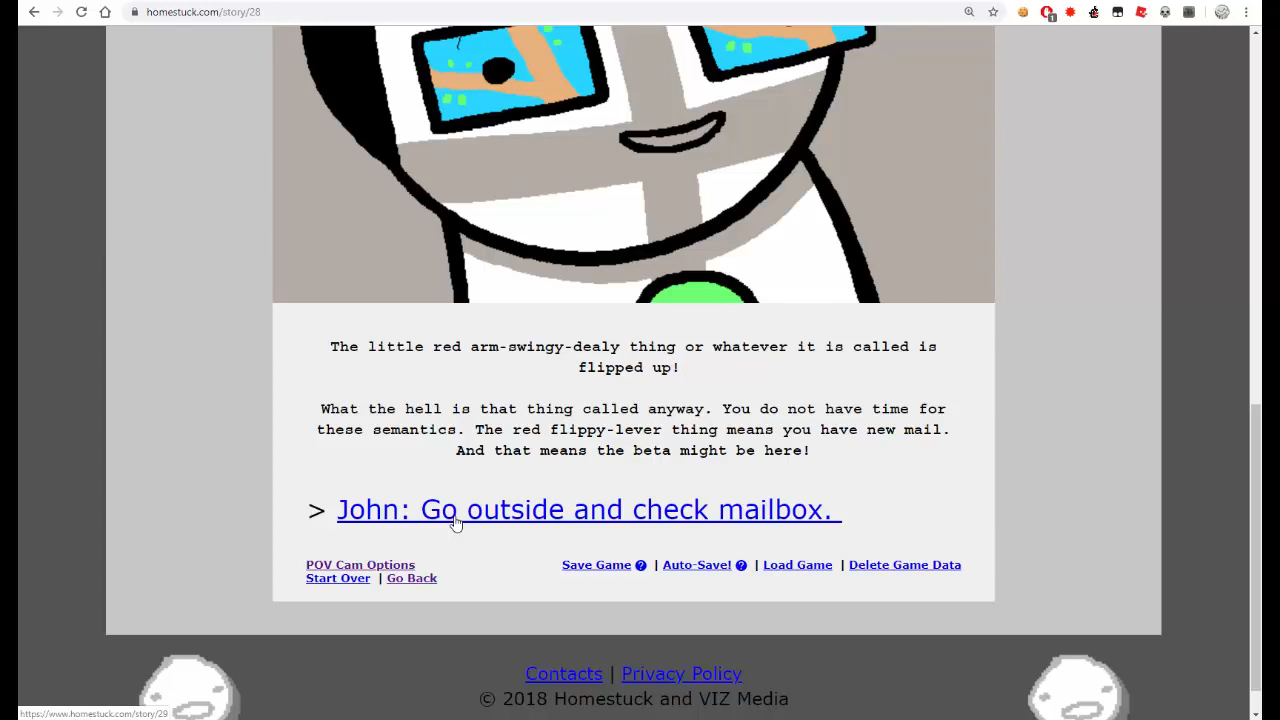 homestuck.com/story/28
1
The little red arm-swingy-dealy thing or whatever it is called is
flipped up!
What the hell is that thing called anyway. You do not have time for
these semantics. The red flippy-lever thing means you have new mail.
And that means the beta might be here!
> John: Go outside and check mailbox.
POV Cam Options
Start Over | Go Back
Save Game ? | Auto-Save! ? | Load Game | Delete Game Data
Contacts | Privacy Policy
© 2018 Homestuck and VIZ Media
https://www.homestuck.com/story/29